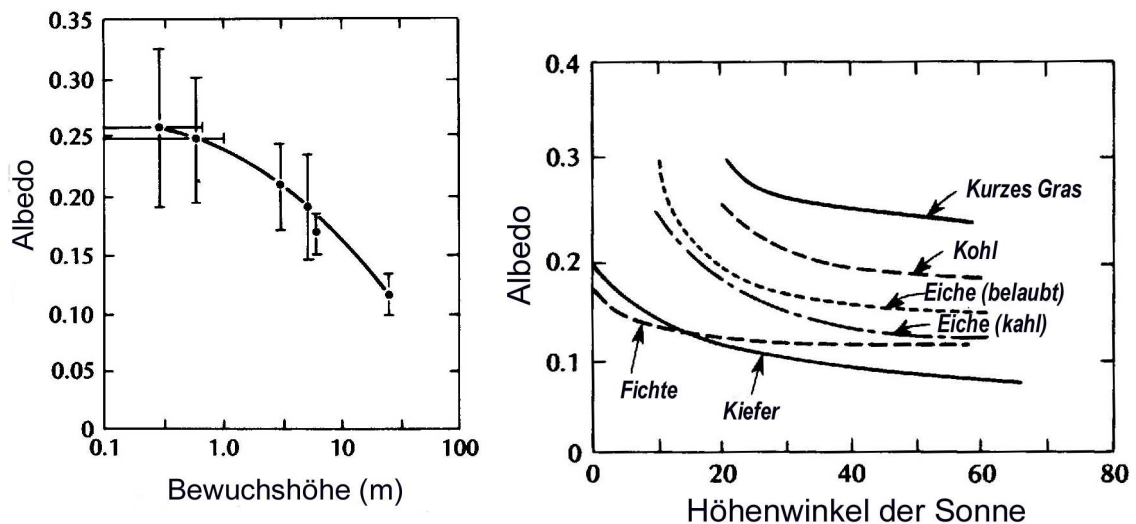 0.35
0.30
0.25
0.20
0.15
0.10
0.05
0
Albedo
0.1
1.0
10
100
Bewuchshöhe (m)
0.4
0.3
0.2
0.1
0
Albedo
Kurzes Gras
Kohl
Eiche (belaubt)
Eiche (kahl)
Fichte
Kiefer
0
20
40
60
80
Höhenwinkel der Sonne